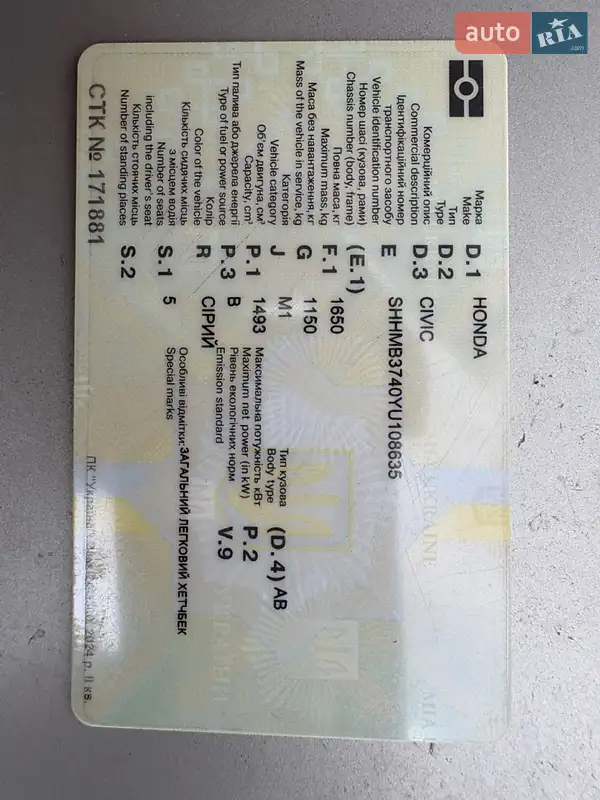 auto RIA
.com
Марка
Make D.1 HONDA
Тип
Type D.2
Комерційний опис
Commercial description D.3 CIVIC
Ідентифікаційний номер
транспортного засобу
Vehicle identification number E SHHMB3740YU108635
Номер шасі (кузова, рами)
Chassis number (body, frame) (E.1)
Повна маса, кг
Maximum mass, kg F.1 1650
Маса без навантаження, кг
Mass of the vehicle in service, kg G 1150
Категорія
Vehicle category J M1
Тип кузова
Body type (D.4) AB
Об'єм двигуна, см³
Capacity, cm³ P.1 1493
Максимальна потужність кВт
Maximum net power (in kW) P.2
Тип палива або джерела енергії
Type of fuel or power source P.3 B
Рівень екологічних норм
Emission standard V.9
Колір
Color of the vehicle R СІРИЙ
Кількість сидячих місць
з місцем водія
Number of seats
including the driver's seat S.1 5
Особливі відмітки: ЗАГАЛЬНИЙ ЛЕГКОВИЙ ХЕТЧБЕК
Special marks
Кількість стоячих місць
Number of standing places S.2
СТК № 171881
ПК "Україна" 2024 р. II кв.